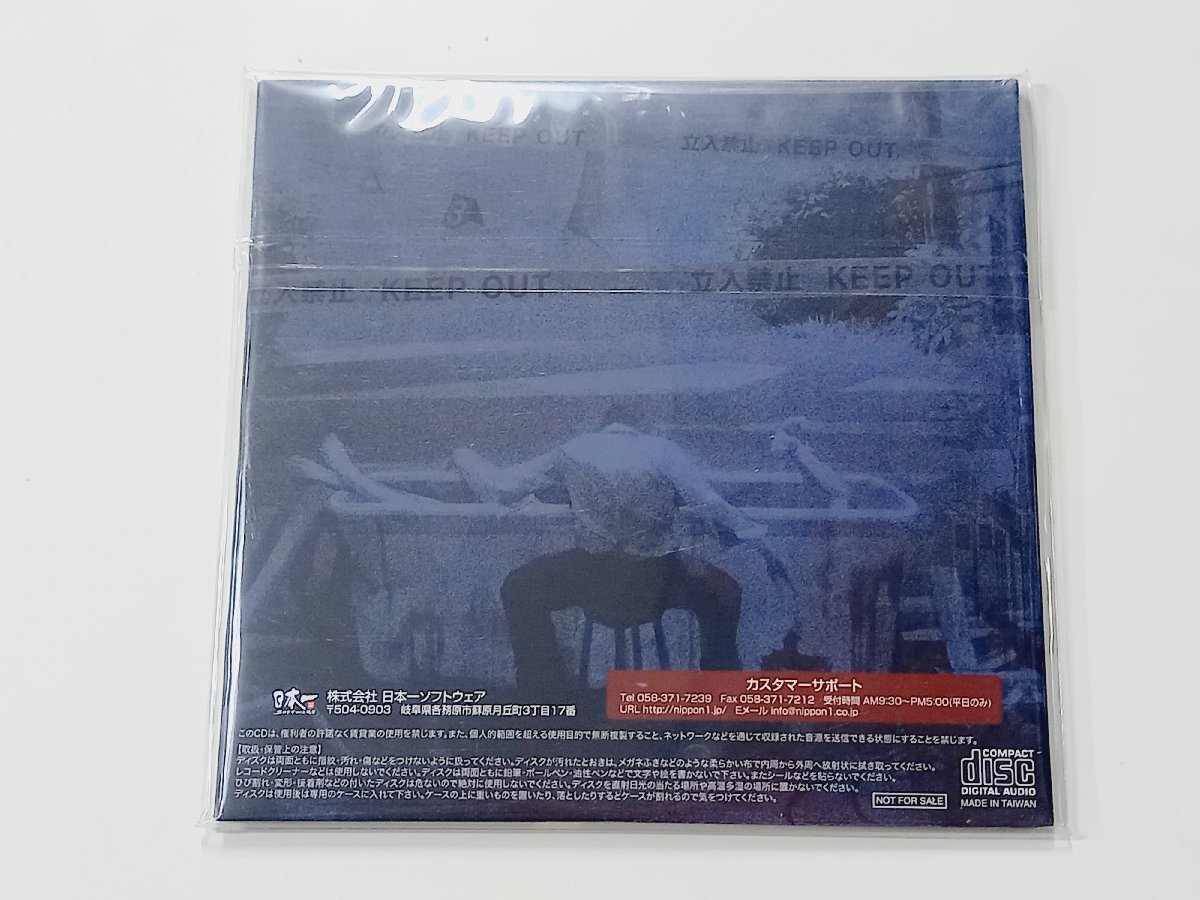 立入禁止 KEEP OUT
立入禁止 KEEP OUT
立入禁止 KEEP OUT
立入禁止 KEEP OUT
日本一 株式会社 日本一ソフトウェア
〒504-0903 岐阜県各務原市蘇原月丘町3丁目17番
カスタマーサポート
Tel 058-371-7239 Fax 058-371-7212 受付時間 AM9:30~PM5:00(平日のみ)
URL http://nippon1.jp/ Eメール info@nippon1.co.jp
このCDは、権利者の許諾なく賃貸業の使用を禁じます。また、個人的範囲を超える使用目的で無断複製すること、ネットワークなどを通じて収録された音源を送信できる状態にすることを禁じます。
【取扱・保管上の注意】
ディスクは両面ともに指紋・汚れ・傷などをつけないように扱ってください。ディスクが汚れたときは、メガネふきなどのような柔らかい布で内周から外周へ放射状に拭き取ってください。
レコードクリーナーなどは使用しないでください。ディスクは両面ともに鉛筆・ボールペン・油性ペンなどで文字や絵を書かないで下さい。またシールなどを貼らないでください。
ひび割れ・変形・接着剤などの付いたディスクは危ないので絶対に使用しないでください。ディスクを直射日光の当たる場所や高温多湿の場所に置かないでください。
ディスクは使用後は専用のケースに入れて下さい。ケースの上に重いものを置いたり、落としたりするとケースが割れるので気をつけてください。
NOT FOR SALE
COMPACT
disc
DIGITAL AUDIO
MADE IN TAIWAN